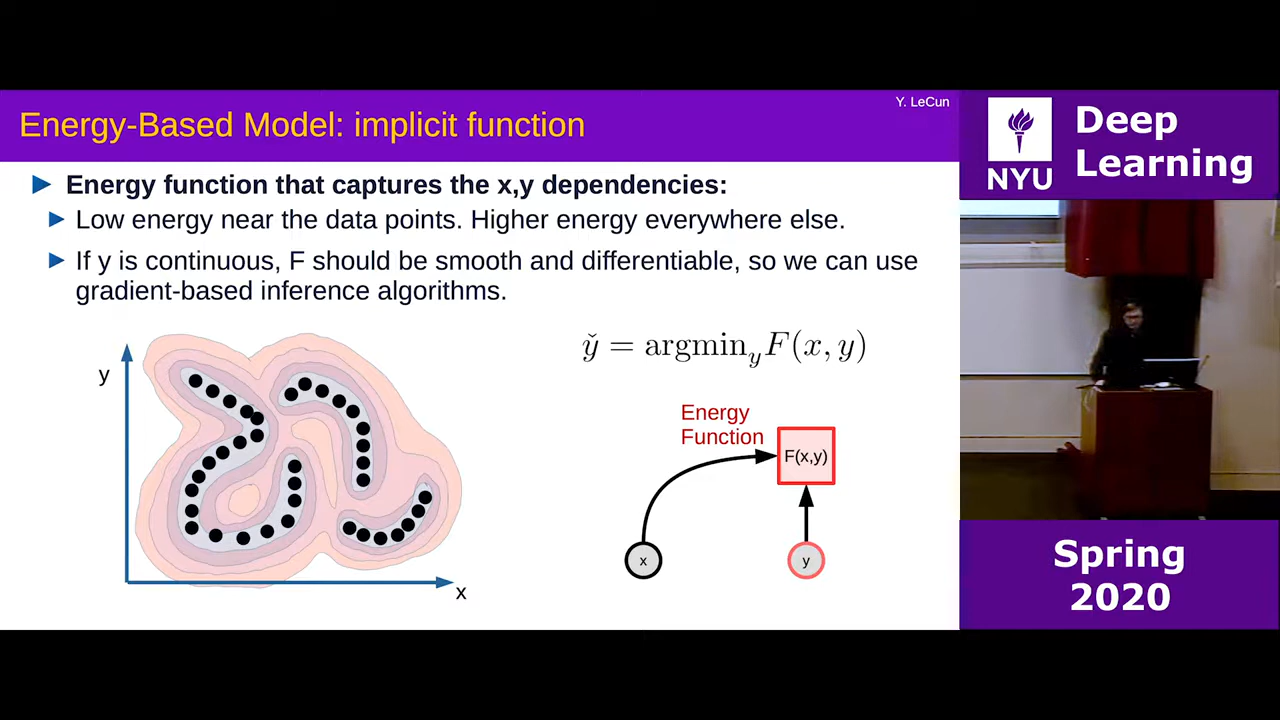 Y. LeCun
Energy-Based Model: implicit function
► Energy function that captures the x,y dependencies:
► Low energy near the data points. Higher energy everywhere else.
► If y is continuous, F should be smooth and differentiable, so we can use
gradient-based inference algorithms.
y
x
y̌ = argmin_y F(x, y)
Energy
Function
F(x,y)
x
y
NYU
Deep
Learning
Spring
2020